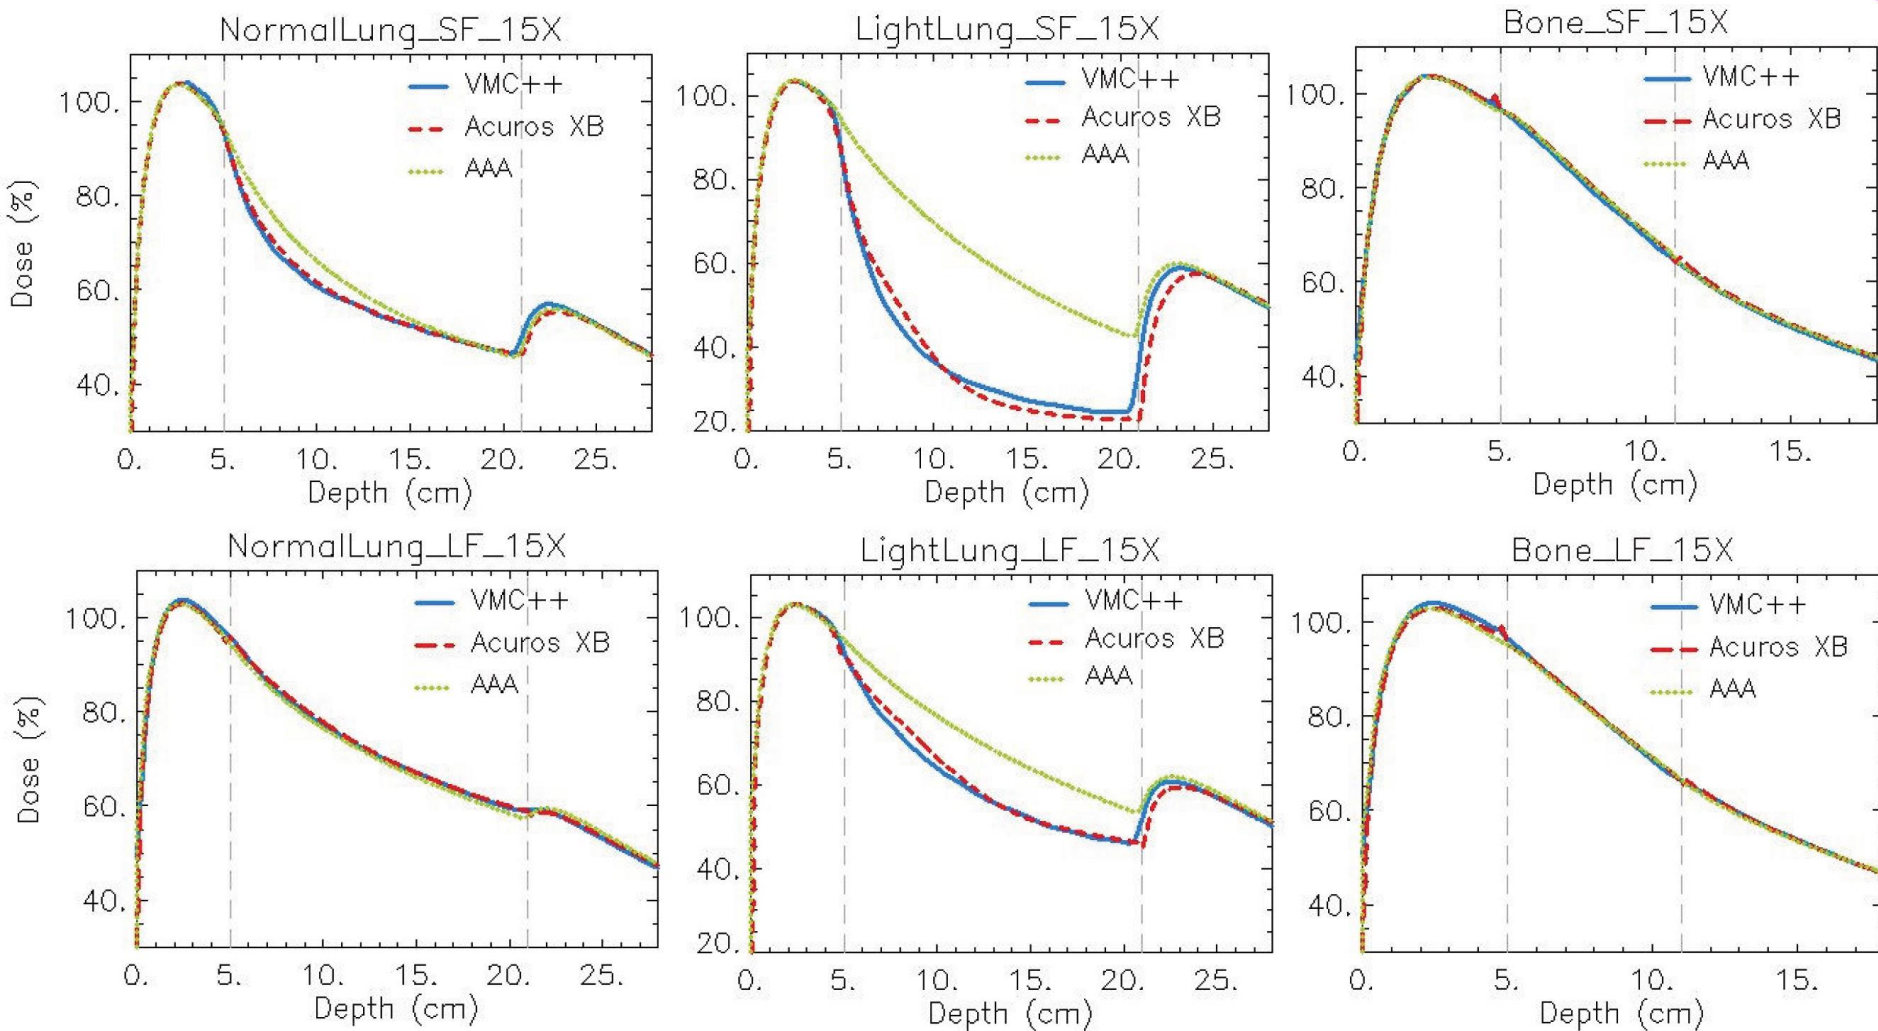 NormalLung_SF_15X
VMC++
Acuros XB
AAA
100.
80.
60.
40.
Dose (%)
0. 5. 10. 15. 20. 25.
Depth (cm)
LightLung_SF_15X
VMC++
Acuros XB
AAA
100.
80.
60.
40.
20.
0. 5. 10. 15. 20. 25.
Depth (cm)
Bone_SF_15X
VMC++
Acuros XB
AAA
100.
80.
60.
40.
0. 5. 10. 15.
Depth (cm)
NormalLung_LF_15X
VMC++
Acuros XB
AAA
100.
80.
60.
40.
Dose (%)
0. 5. 10. 15. 20. 25.
Depth (cm)
LightLung_LF_15X
VMC++
Acuros XB
AAA
100.
80.
60.
40.
20.
0. 5. 10. 15. 20. 25.
Depth (cm)
Bone_LF_15X
VMC++
Acuros XB
AAA
100.
80.
60.
40.
0. 5. 10. 15.
Depth (cm)